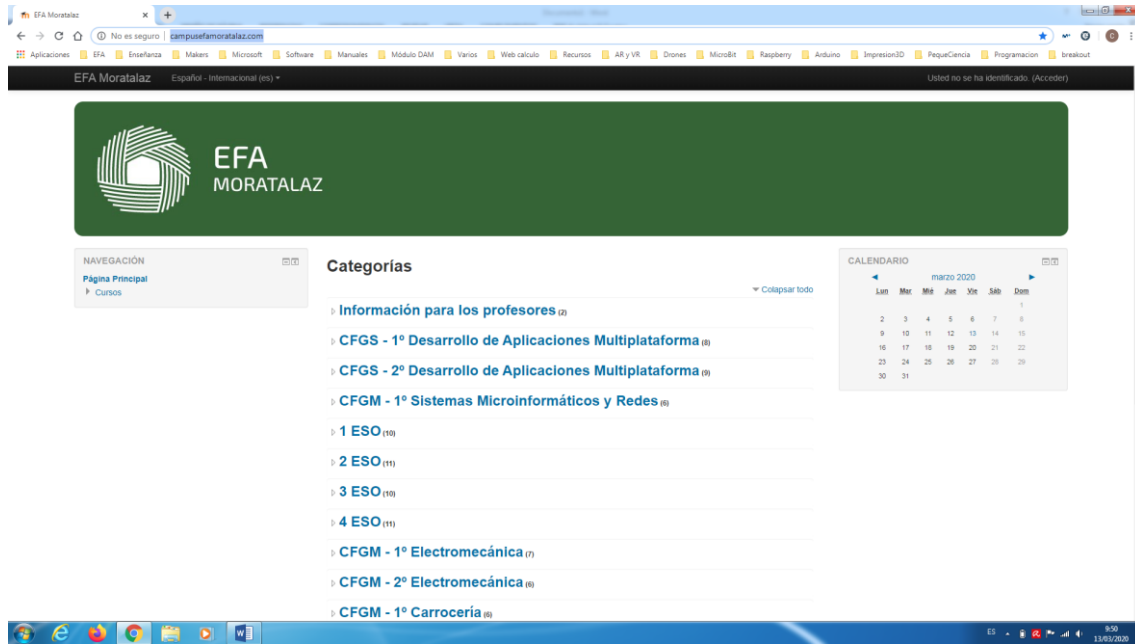 EFA Moratalaz
No es seguro campusefamoratalaz.com
Aplicaciones EFA Enseñanza Makers Microsoft Software Manuales Módulo DAM Varios Web calculo Recursos AR y VR Drones MicroBit Raspberry Arduino Impresion3D PequeCiencia Programacion breakout
EFA Moratalaz Español - Internacional (es) Usted no se ha identificado. (Acceder)
EFA
MORATALAZ
NAVEGACIÓN
Página Principal
Cursos
Categorías
Colapsar todo
Información para los profesores (2)
CFGS - 1º Desarrollo de Aplicaciones Multiplataforma (8)
CFGS - 2º Desarrollo de Aplicaciones Multiplataforma (9)
CFGM - 1º Sistemas Microinformáticos y Redes (6)
1 ESO (10)
2 ESO (11)
3 ESO (10)
4 ESO (11)
CFGM - 1º Electromecánica (7)
CFGM - 2º Electromecánica (6)
CFGM - 1º Carrocería (6)
CALENDARIO
marzo 2020
Lun Mar Mié Jue Vie Sáb Dom
1
2 3 4 5 6 7 8
9 10 11 12 13 14 15
16 17 18 19 20 21 22
23 24 25 26 27 28 29
30 31
ES
9:50
13/03/2020